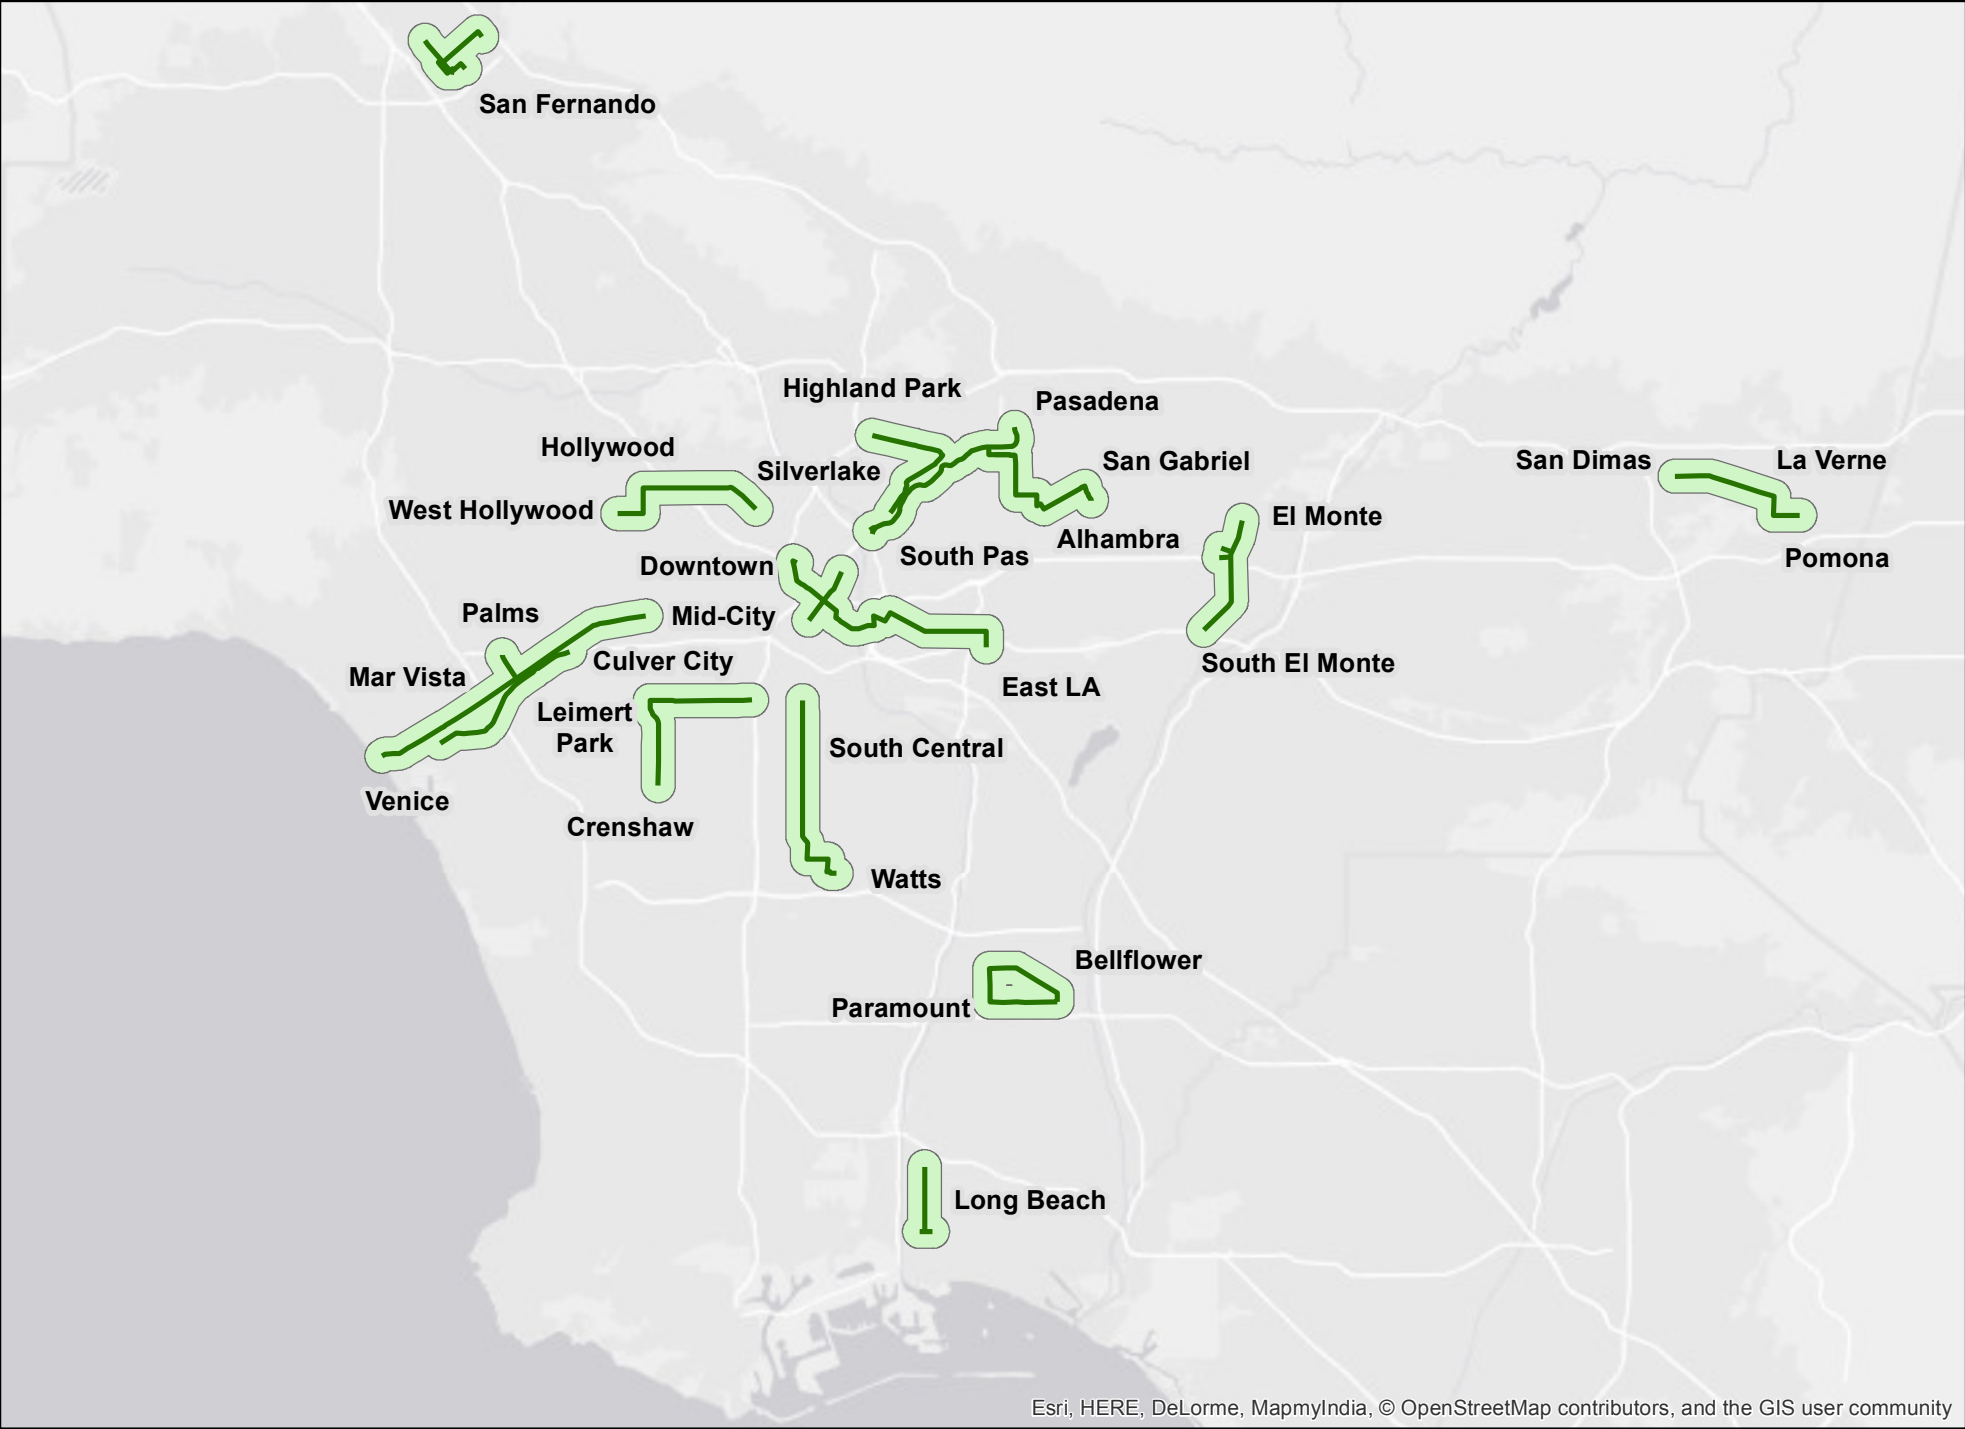 San Fernando
Highland Park
Pasadena
Hollywood
Silverlake
San Gabriel
San Dimas
La Verne
West Hollywood
El Monte
Alhambra
South Pas
Pomona
Downtown
Palms
Mid-City
Culver City
South El Monte
Mar Vista
East LA
Leimert
Park
South Central
Venice
Crenshaw
Watts
Bellflower
Paramount
Long Beach
Esri, HERE, DeLorme, MapmyIndia, © OpenStreetMap contributors, and the GIS user community